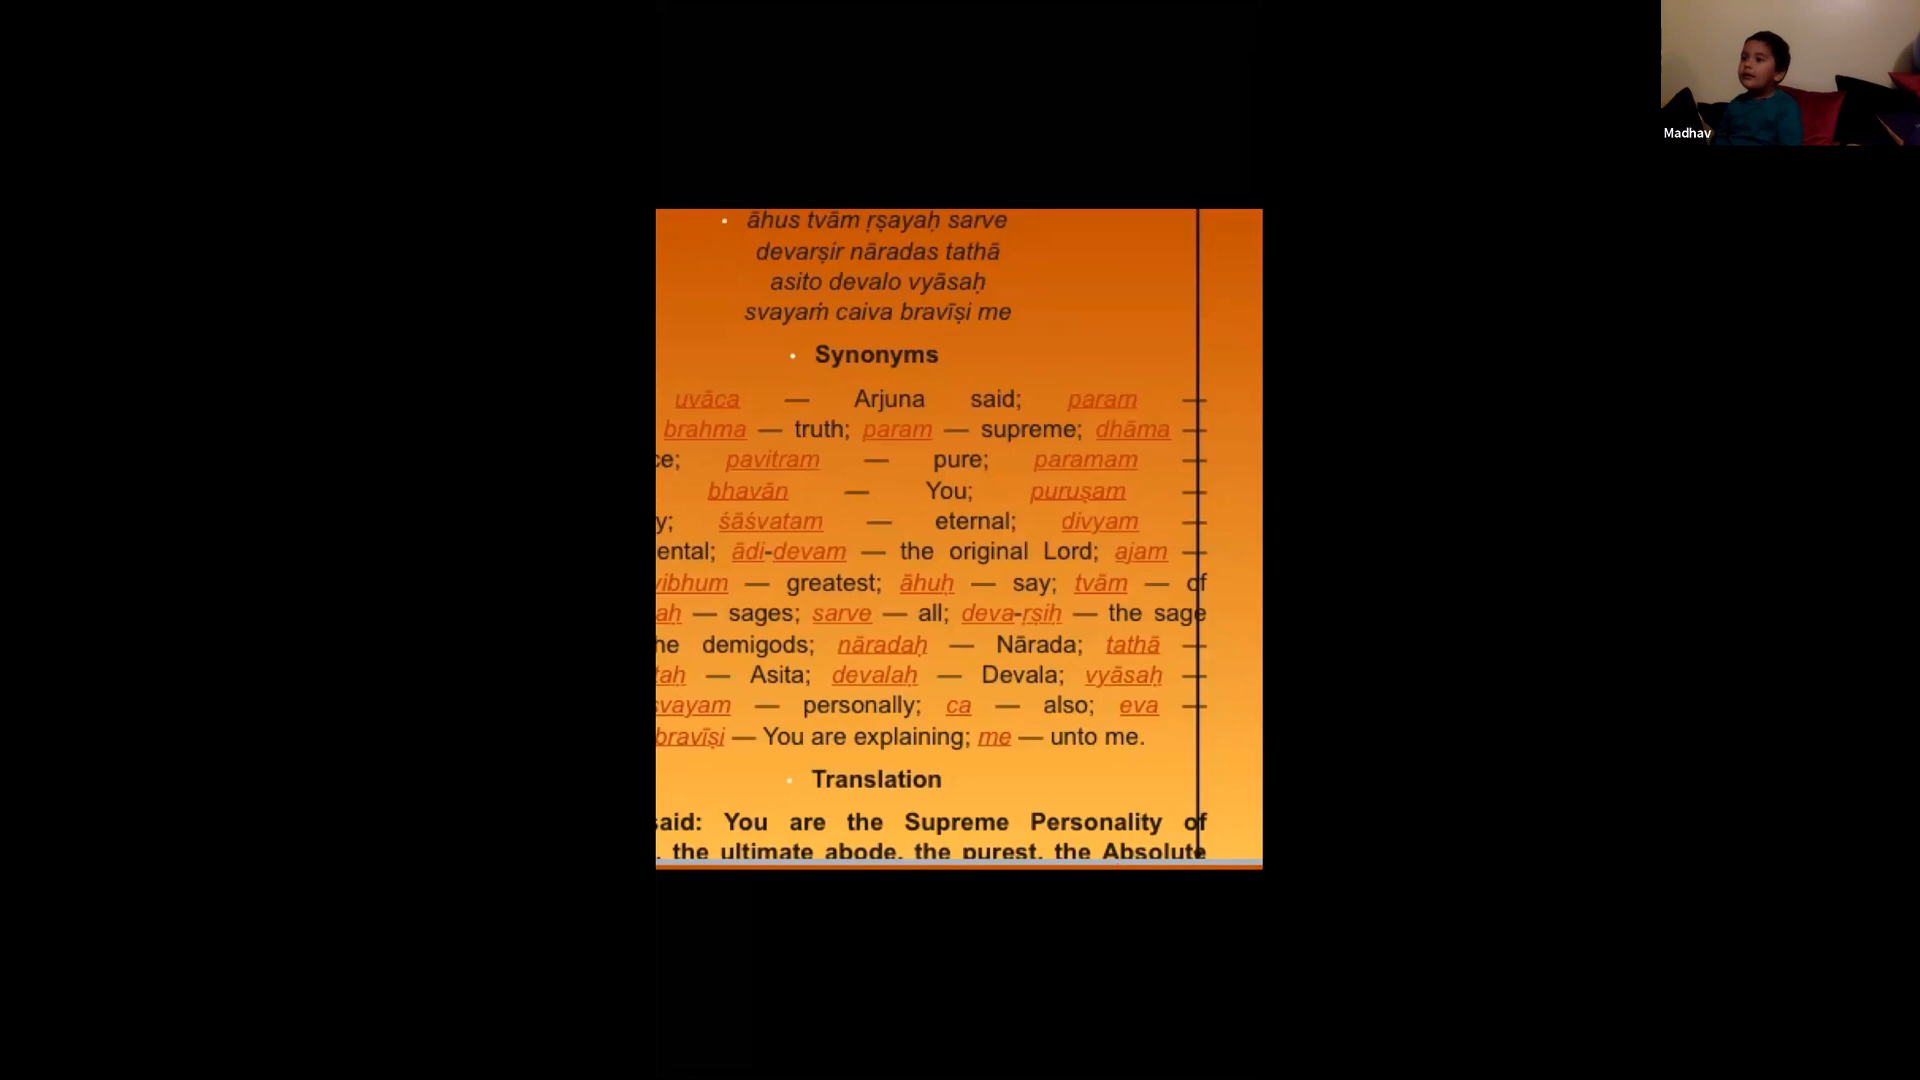 Madhav
• āhus tvām ṛṣayaḥ sarve
devarṣir nāradas tathā
asito devalo vyāsaḥ
svayaṁ caiva bravīṣi me
• Synonyms
uvāca — Arjuna said; param —
brahma — truth; param — supreme; dhāma —
ce; pavitram — pure; paramam —
bhavān — You; puruṣam —
y; śāśvatam — eternal; divyam —
ental; ādi-devam — the original Lord; ajam —
vibhum — greatest; āhuḥ — say; tvām — of
aḥ — sages; sarve — all; deva-ṛṣiḥ — the sage
he demigods; nāradaḥ — Nārada; tathā —
taḥ — Asita; devalaḥ — Devala; vyāsaḥ —
svayam — personally; ca — also; eva —
bravīṣi — You are explaining; me — unto me.
• Translation
said: You are the Supreme Personality of
, the ultimate abode, the purest, the Absolute